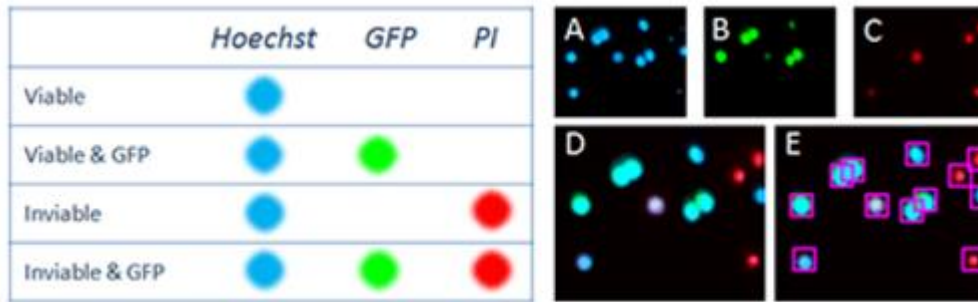 Hoechst GFP PI
Viable
Viable & GFP
Inviable
Inviable & GFP
A B C
D E